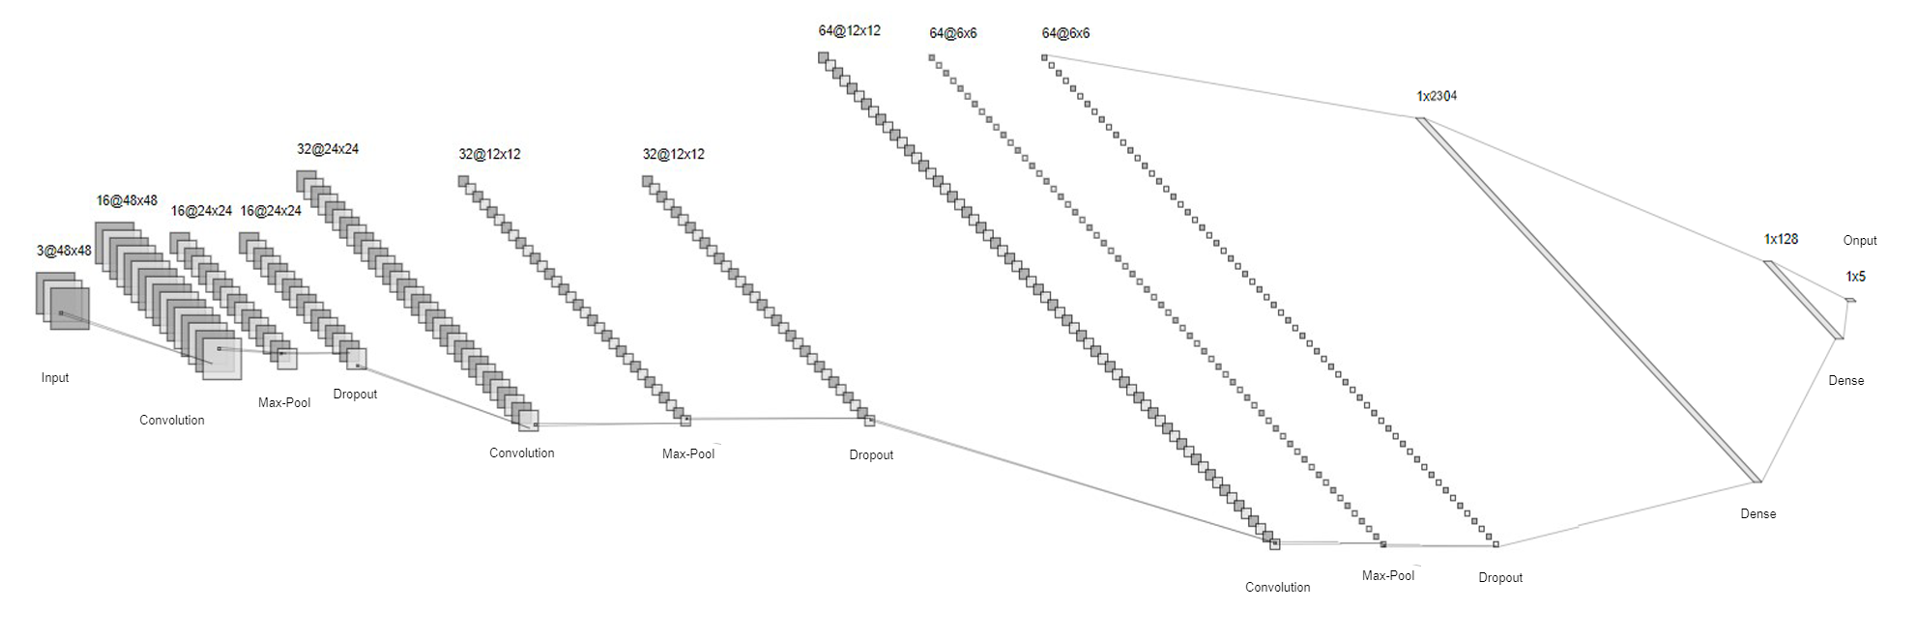 64@12x12
64@6x6
64@6x6
1x2304
32@24x24
32@12x12
32@12x12
16@48x48
16@24x24
16@24x24
3@48x48
1x128
Onput
1x5
Input
Convolution
Max-Pool
Dropout
Convolution
Max-Pool
Dropout
Convolution
Max-Pool
Dropout
Dense
Dense